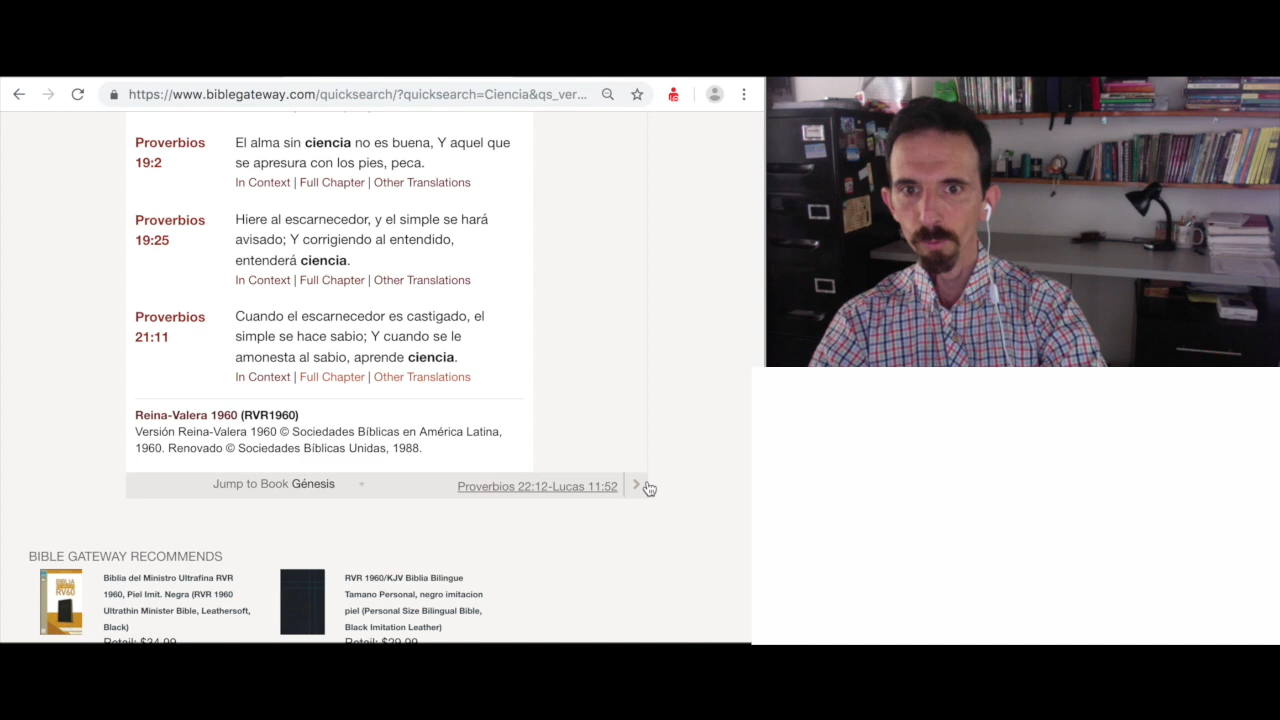 https://www.biblegateway.com/quicksearch/?quicksearch=Ciencia&qs_ver...
Proverbios 19:2
El alma sin ciencia no es buena, Y aquel que
se apresura con los pies, peca.
In Context | Full Chapter | Other Translations
Proverbios 19:25
Hiere al escarnecedor, y el simple se hará
avisado; Y corrigiendo al entendido,
entenderá ciencia.
In Context | Full Chapter | Other Translations
Proverbios 21:11
Cuando el escarnecedor es castigado, el
simple se hace sabio; Y cuando se le
amonesta al sabio, aprende ciencia.
In Context | Full Chapter | Other Translations
Reina-Valera 1960 (RVR1960)
Versión Reina-Valera 1960 © Sociedades Bíblicas en América Latina,
1960. Renovado © Sociedades Bíblicas Unidas, 1988.
Jump to Book Génesis
Proverbios 22:12-Lucas 11:52
BIBLE GATEWAY RECOMMENDS
Biblia del Ministro Ultrafina RVR
1960, Piel Imit. Negra (RVR 1960
Ultrathin Minister Bible, Leathersoft,
Black)
Retail: $34.99
RVR 1960/KJV Biblia Bilingue
Tamano Personal, negro imitacion
piel (Personal Size Bilingual Bible,
Black Imitation Leather)
Retail: $29.99